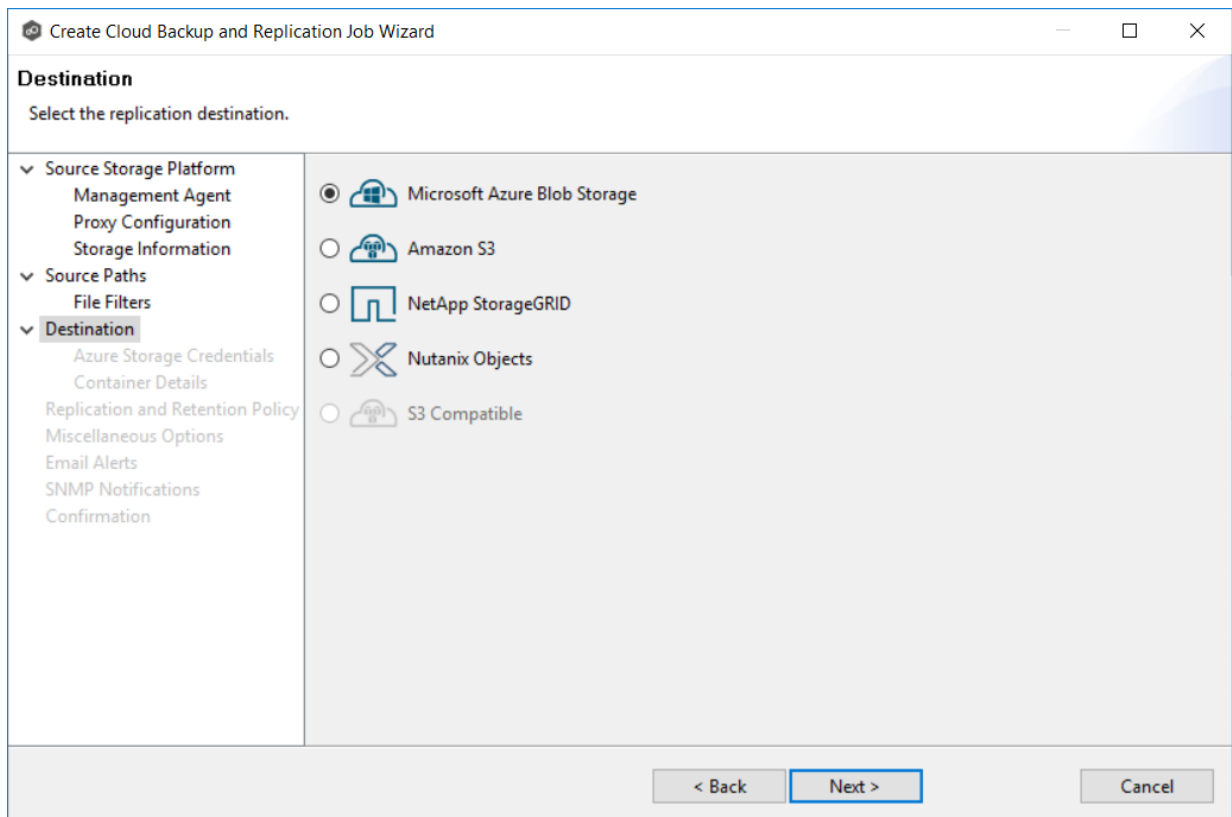 Create Cloud Backup and Replication Job Wizard
Destination
Select the replication destination.
Source Storage Platform
Management Agent
Proxy Configuration
Storage Information
Source Paths
File Filters
Destination
Azure Storage Credentials
Container Details
Replication and Retention Policy
Miscellaneous Options
Email Alerts
SNMP Notifications
Confirmation
Microsoft Azure Blob Storage
Amazon S3
NetApp StorageGRID
Nutanix Objects
S3 Compatible
< Back
Next >
Cancel